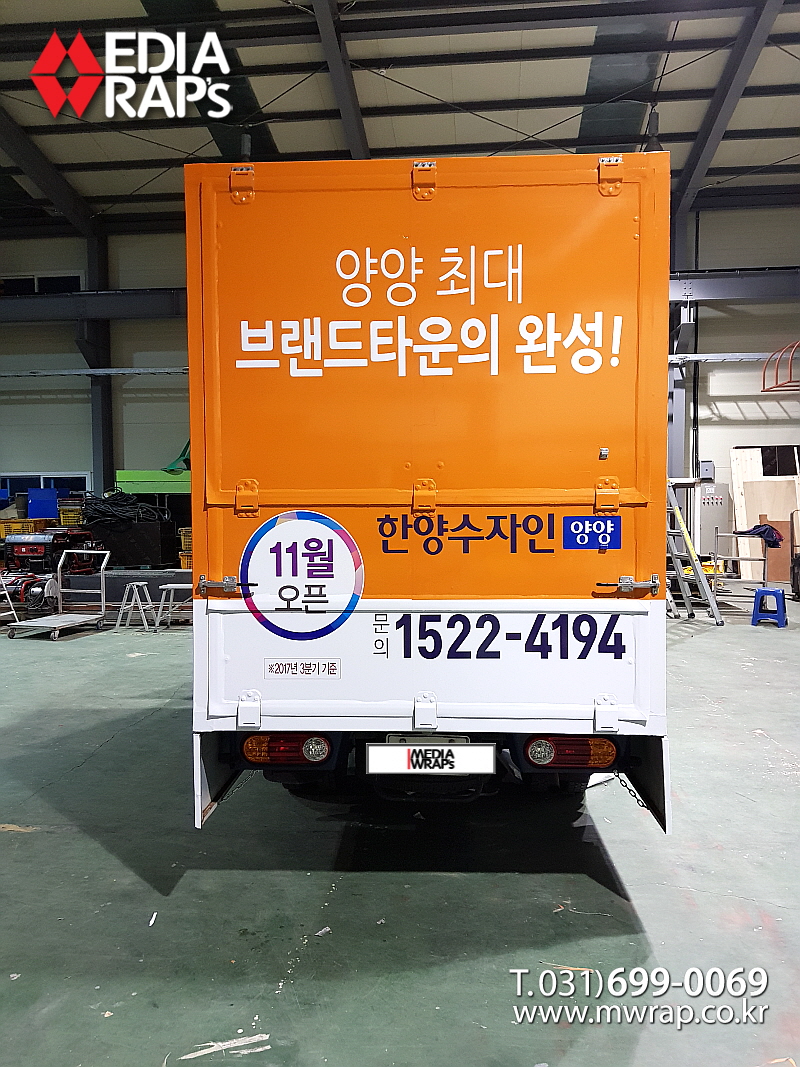 MEDIA
WRAP's
양양 최대
브랜드타운의 완성!
한양수자인 양양
11월
오픈
문의 1522-4194
※2017년 3분기 기준
MEDIA
WRAPS
T.031)699-0069
www.mwrap.co.kr